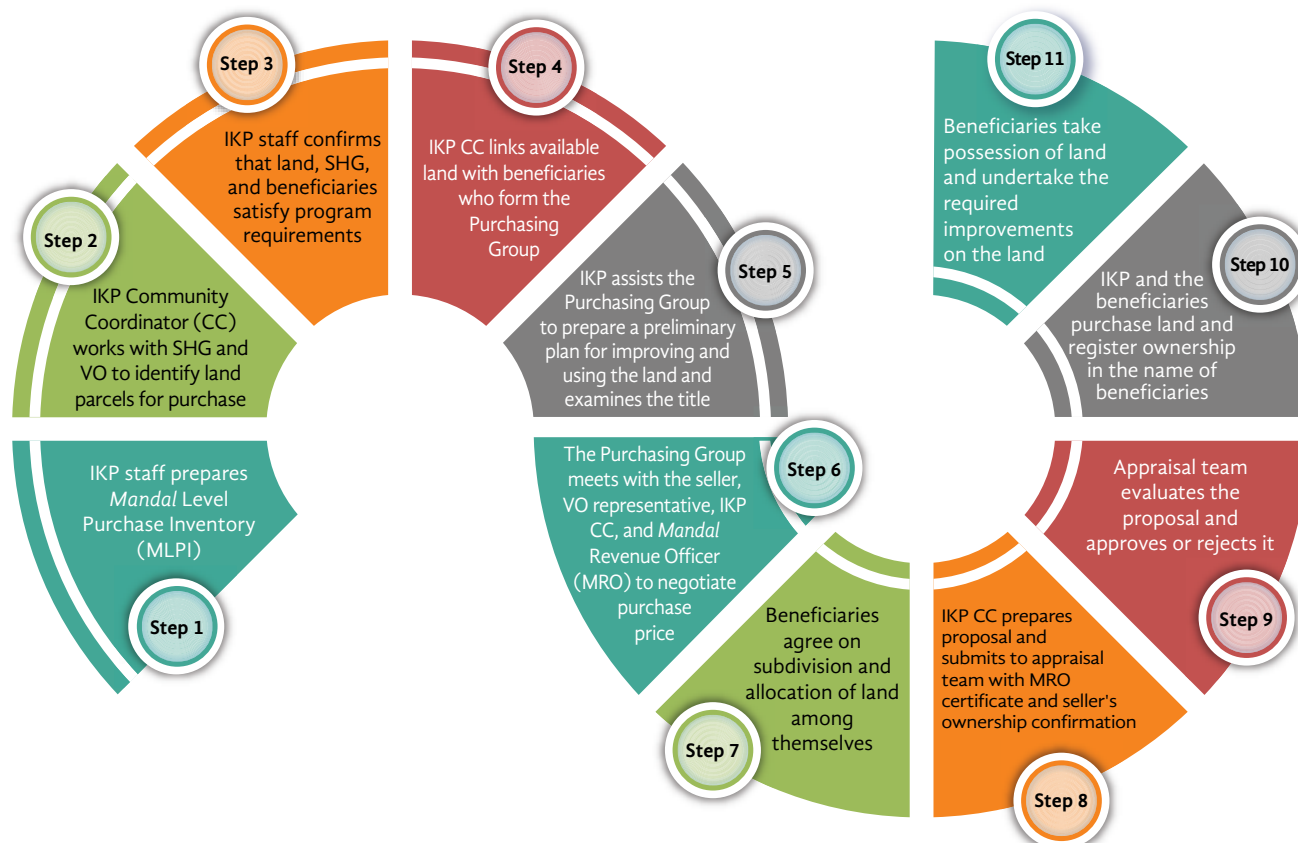 Step 1
IKP staff prepares
Mandal Level
Purchase Inventory
(MLPI)
Step 2
IKP Community
Coordinator (CC)
works with SHG and
VO to identify land
parcels for purchase
Step 3
IKP staff confirms
that land, SHG,
and beneficiaries
satisfy program
requirements
Step 4
IKP CC links available
land with beneficiaries
who form the
Purchasing
Group
Step 5
IKP assists the
Purchasing Group
to prepare a preliminary
plan for improving and
using the land and
examines the title
Step 6
The Purchasing Group
meets with the seller,
VO representative, IKP
CC, and Mandal
Revenue Officer
(MRO) to negotiate
purchase
price
Step 7
Beneficiaries
agree on
subdivision and
allocation of land
among
themselves
Step 8
IKP CC prepares
proposal and
submits to appraisal
team with MRO
certificate and seller's
ownership confirmation
Step 9
Appraisal team
evaluates the
proposal and
approves or rejects it
Step 10
IKP and the
beneficiaries
purchase land and
register ownership
in the name of
beneficiaries
Step 11
Beneficiaries take
possession of land
and undertake the
required
improvements
on the land